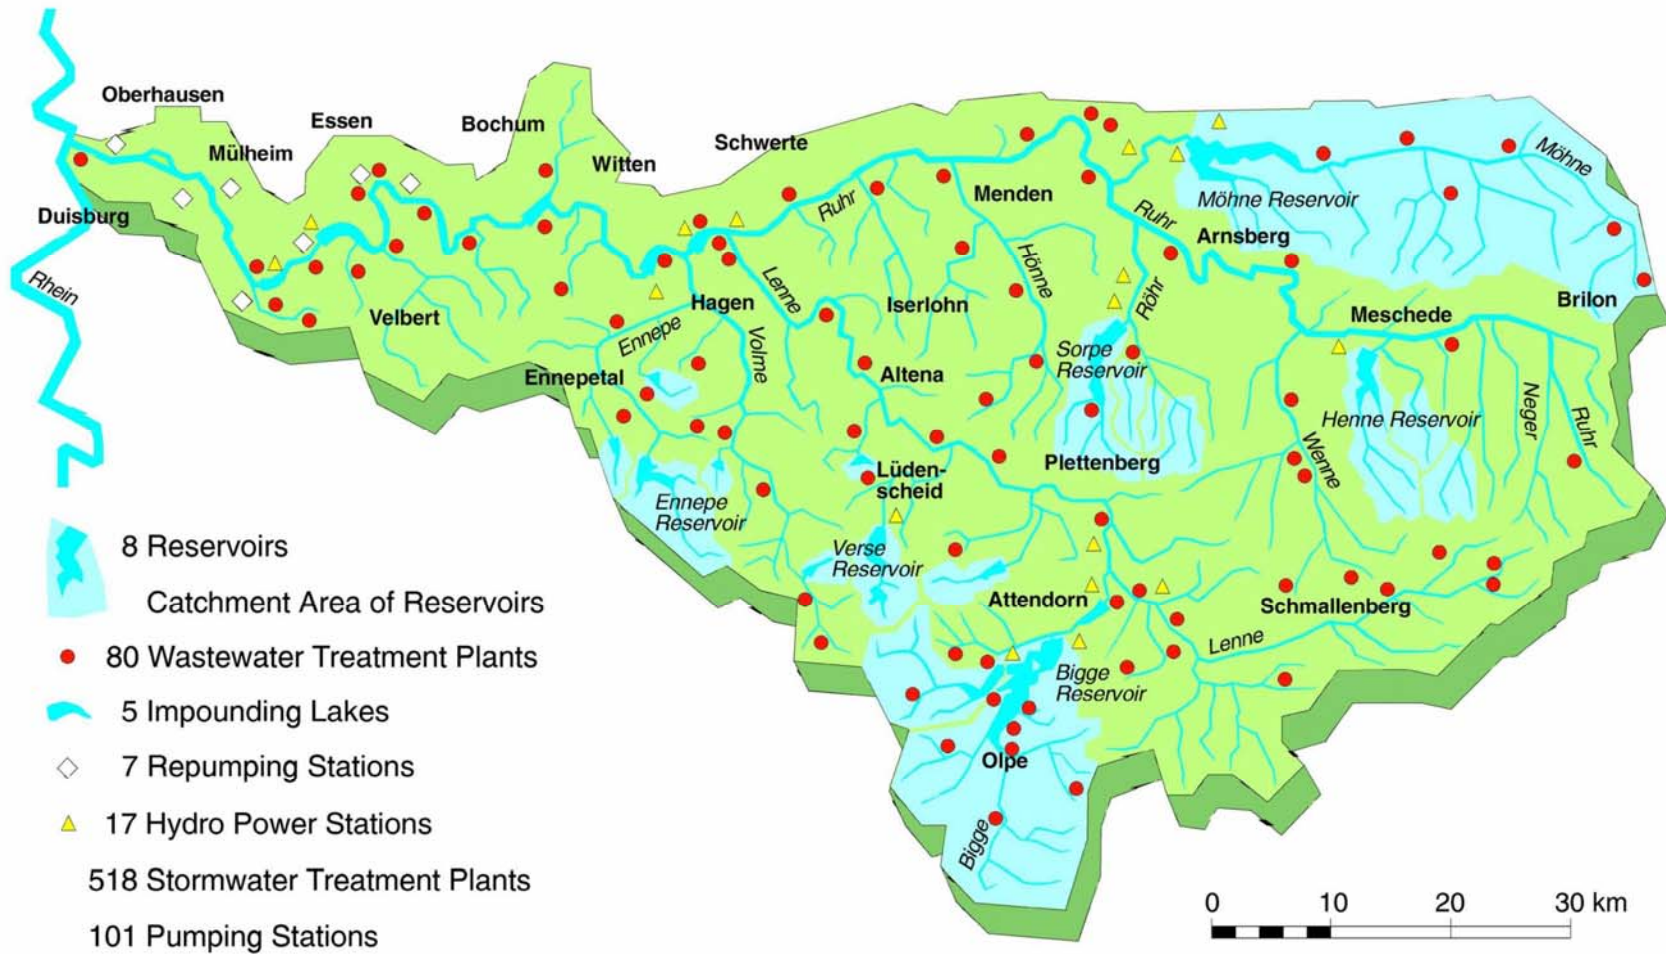 Oberhausen
Essen
Bochum
Mülheim
Witten
Schwerte
Duisburg
Rhein
Velbert
Ruhr
Menden
Möhne
Möhne Reservoir
Ruhr
Arnsberg
Hönne
Röhr
Lenne
Hagen
Iserlohn
Brilon
Meschede
Ennepe
Volme
Sorpe
Reservoir
Ennepetal
Altena
Henne Reservoir
Neger
Ruhr
Wenne
Plettenberg
Lüden-
scheid
Ennepe
Reservoir
Verse
Reservoir
Attendorn
Schmallenberg
Lenne
Bigge
Reservoir
Olpe
Bigge
8 Reservoirs
Catchment Area of Reservoirs
80 Wastewater Treatment Plants
5 Impounding Lakes
7 Repumping Stations
17 Hydro Power Stations
518 Stormwater Treatment Plants
101 Pumping Stations
0 10 20 30 km